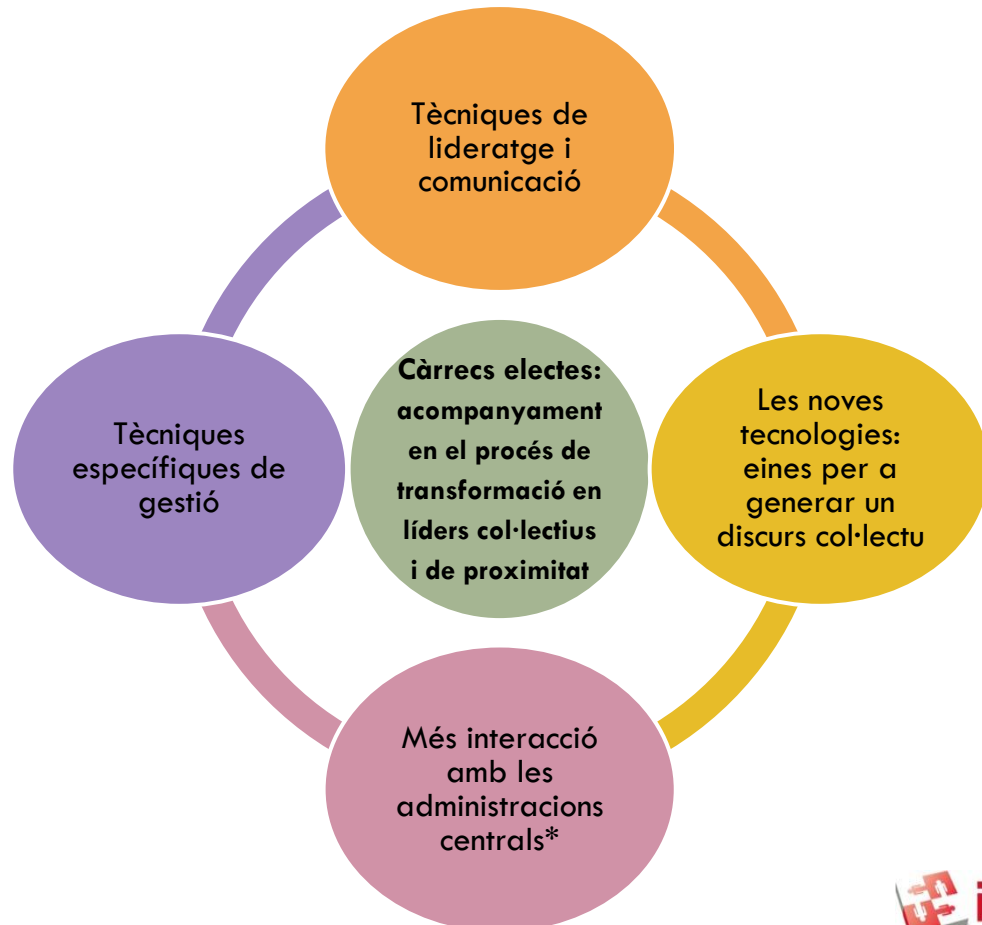 Tècniques de
lideratge i
comunicació
Càrrecs electes:
acompanyament
en el procés de
transformació en
líders col·lectius
i de proximitat
Tècniques
específiques de
gestió
Les noves
tecnologies:
eines per a
generar un
discurs col·lectu
Més interacció
amb les
administracions
centrals*